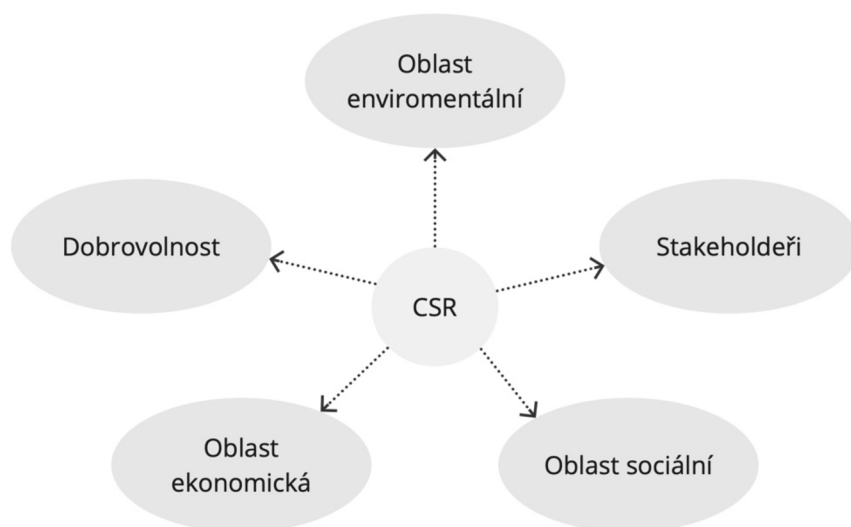 Oblast
enviromentální
Dobrovolnost
Stakeholdeři
CSR
Oblast
ekonomická
Oblast sociální